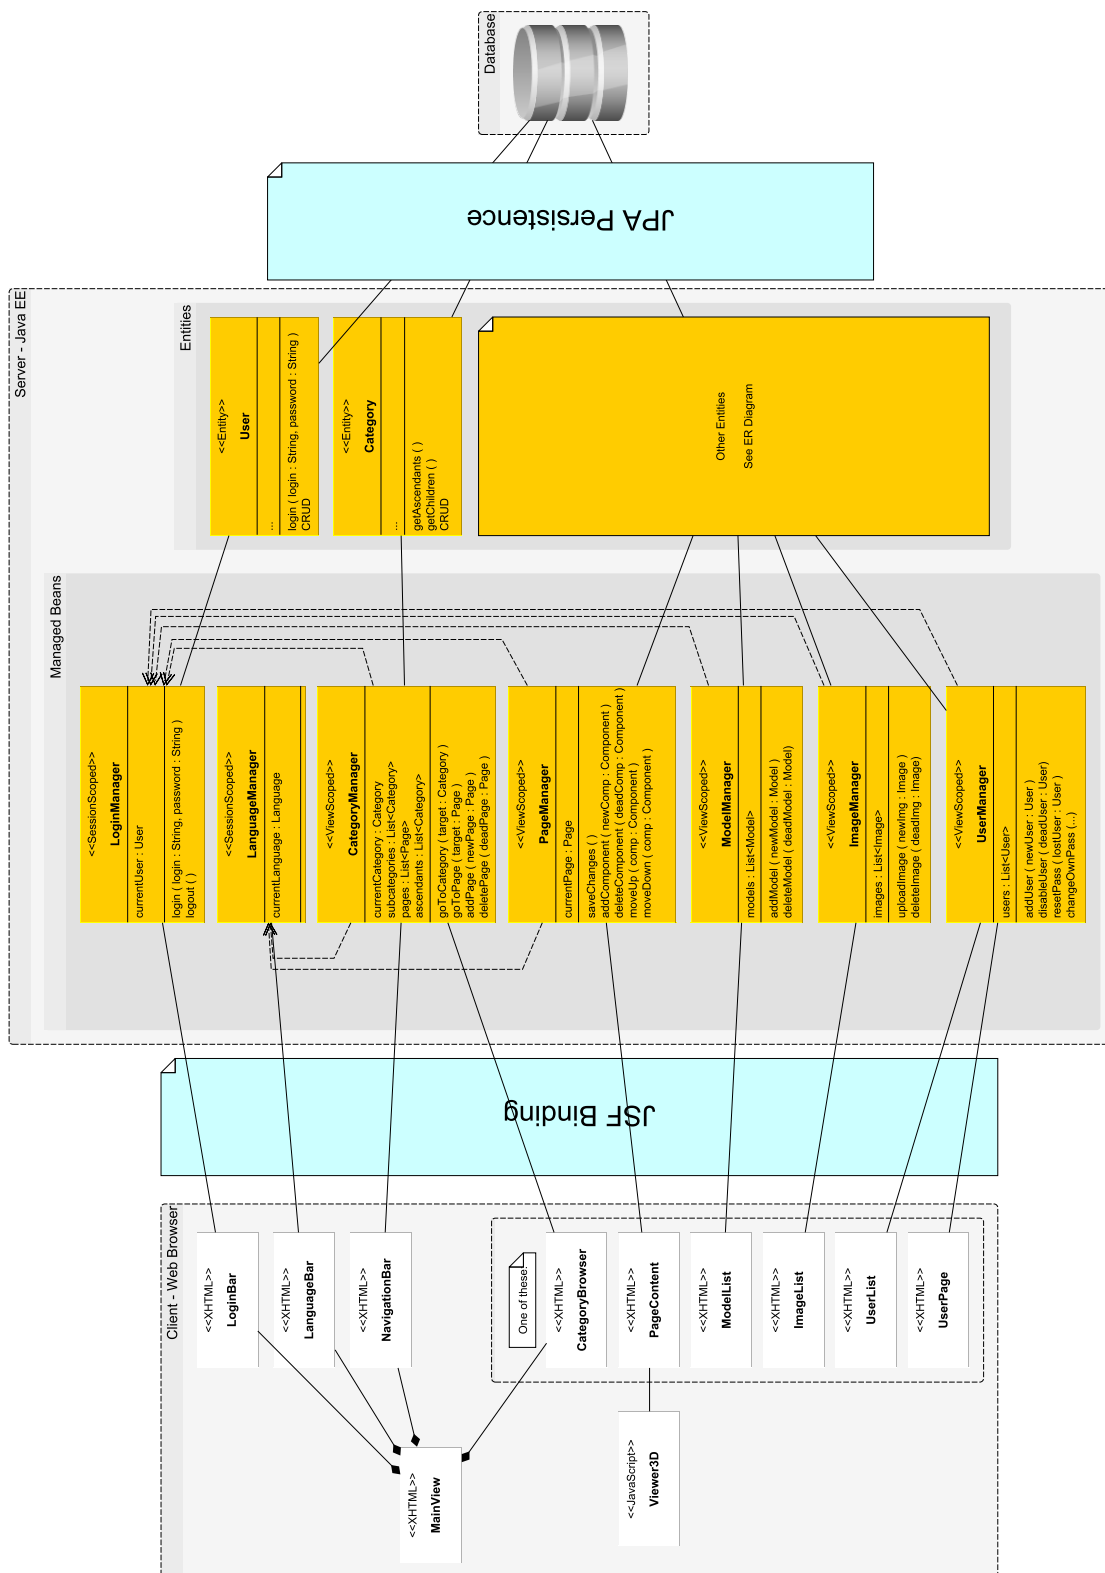 Database
JPA Persistence
Server - Java EE
Entities
<<Entity>>
User
...
login ( login : String, password : String )
CRUD
<<Entity>>
Category
...
getAscendants ( )
getChildren ( )
CRUD
Other Entities
See ER Diagram
Managed Beans
<<SessionScoped>>
LoginManager
currentUser : User
login ( login : String, password : String )
logout ( )
<<SessionScoped>>
LanguageManager
currentLanguage : Language
<<ViewScoped>>
CategoryManager
currentCategory : Category
subcategories : List<Category>
pages : List<Page>
ascendants : List<Category>
goToCategory ( target : Category )
goToPage ( target : Page )
addPage ( newPage : Page )
deletePage ( deadPage : Page )
<<ViewScoped>>
PageManager
currentPage : Page
saveChanges ( )
addComponent ( newComp : Component )
deleteComponent ( deadComp : Component )
moveUp ( comp : Component )
moveDown ( comp : Component )
<<ViewScoped>>
ModelManager
models : List<Model>
addModel ( newModel : Model )
deleteModel ( deadModel : Model)
<<ViewScoped>>
ImageManager
images : List<Image>
uploadImage ( newImg : Image )
deleteImage ( deadImg : Image)
<<ViewScoped>>
UserManager
users : List<User>
addUser ( newUser : User )
disableUser ( deadUser : User)
resetPass ( lostUser : User )
changeOwnPass (...)
JSF Binding
Client - Web Browser
<<XHTML>>
LoginBar
<<XHTML>>
LanguageBar
<<XHTML>>
NavigationBar
One of these:
<<XHTML>>
CategoryBrowser
<<XHTML>>
PageContent
<<XHTML>>
ModelList
<<XHTML>>
ImageList
<<XHTML>>
UserList
<<XHTML>>
UserPage
<<XHTML>>
MainView
<<JavaScript>>
Viewer3D